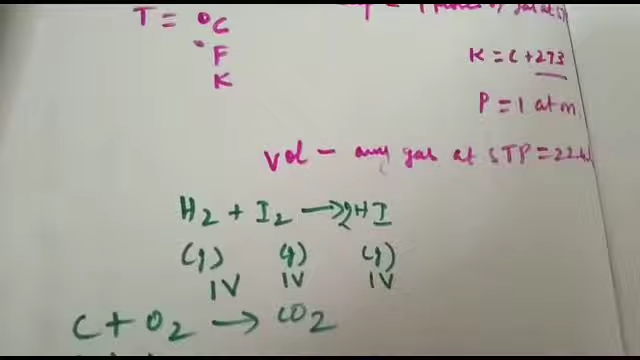 T = °C
°F
K
K = C + 273
P = 1 atm
Vol - any gas at STP = 22.4
H2 + I2 → 2HI
(g) (g) (g)
1V 1V 1V
C + O2 → CO2